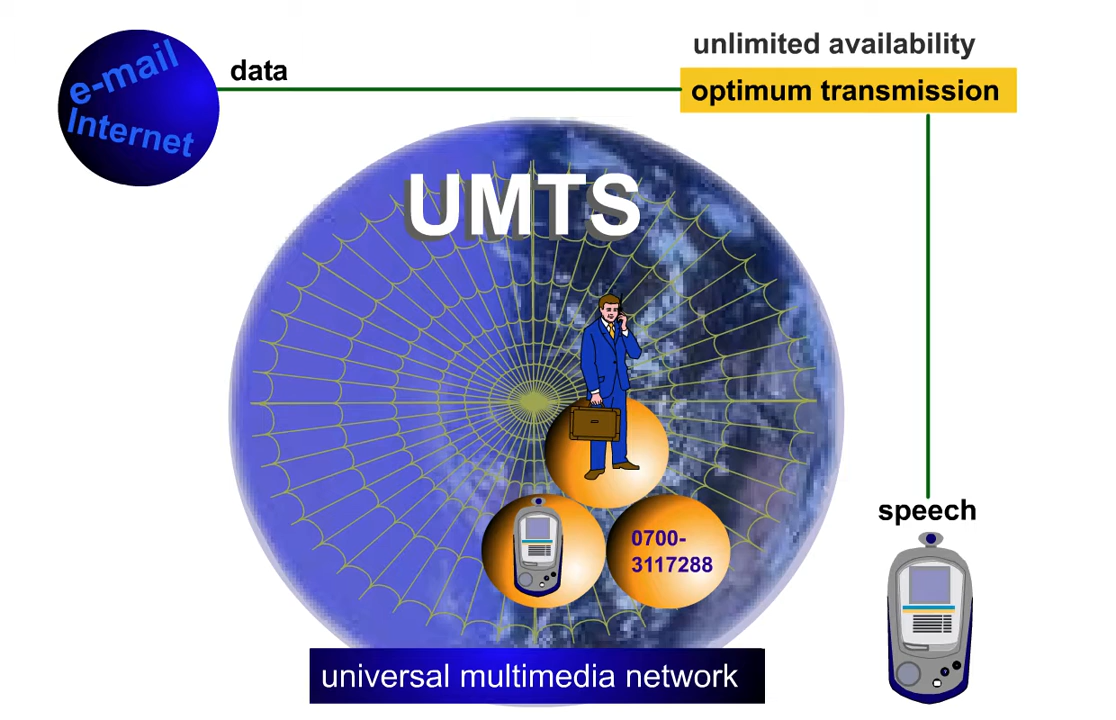 e-mail
Internet
data
unlimited availability
optimum transmission
UMTS
0700-
3117288
speech
universal multimedia network